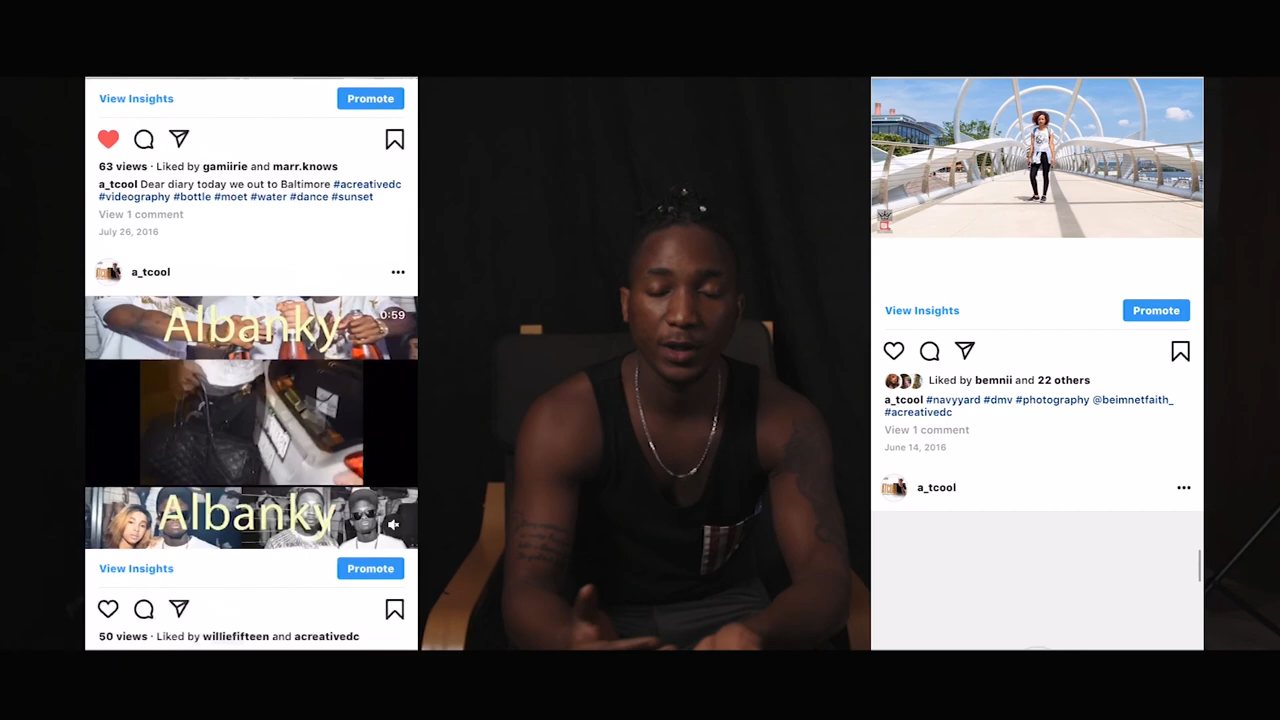 View Insights
Promote
63 views · Liked by gamiirie and marr.knows
a_tcool Dear diary today we out to Baltimore #acreativedc
#videography #bottle #moet #water #dance #sunset
View 1 comment
July 26, 2016
a_tcool
Albanky
0:59
Albanky
View Insights
Promote
50 views · Liked by williefifteen and acreativedc
View Insights
Promote
Liked by bemnii and 22 others
a_tcool #navyyard #dmv #photography @beimnetfaith_
#acreativedc
View 1 comment
June 14, 2016
a_tcool